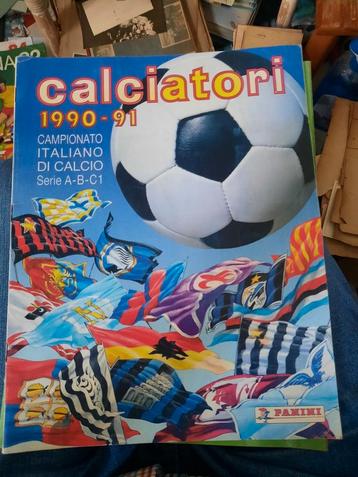 calciatori
1990-91
CAMPIONATO
ITALIANO
DI CALCIO
Serie A-B-C1
PANINI